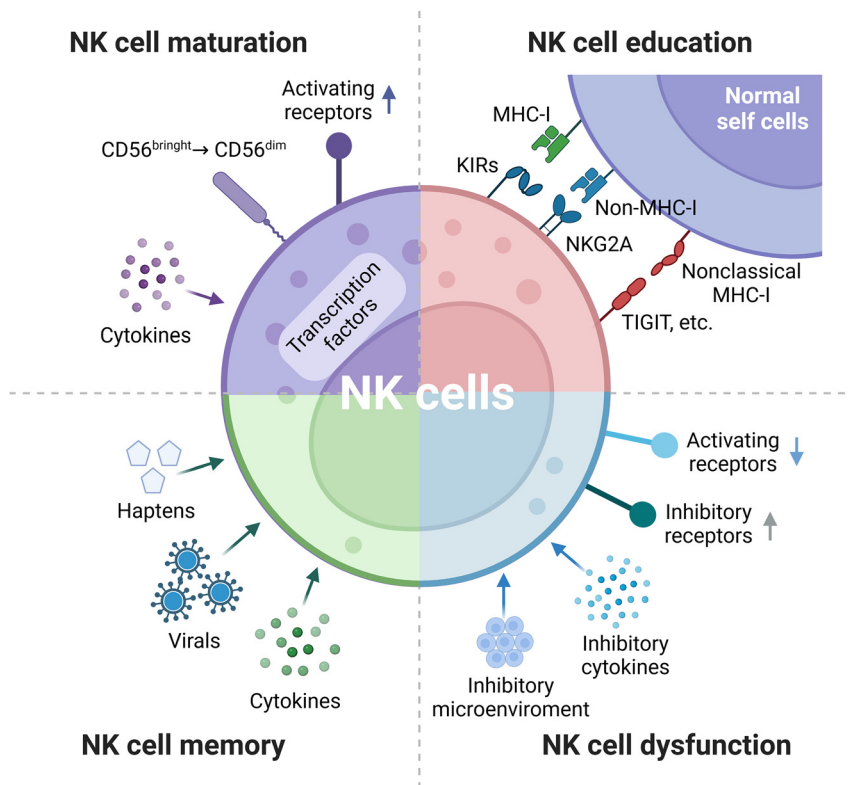 NK cell maturation
NK cell education
Activating
receptors
CD56bringht→ CD56dim
Cytokines
Transcription
factors
Normal
self cells
MHC-I
KIRs
Non-MHC-I
NKG2A
Nonclassical
MHC-I
TIGIT, etc.
NK cells
Haptens
Virals
Cytokines
Activating
receptors
Inhibitory
receptors
Inhibitory
cytokines
Inhibitory
microenviroment
NK cell memory
NK cell dysfunction